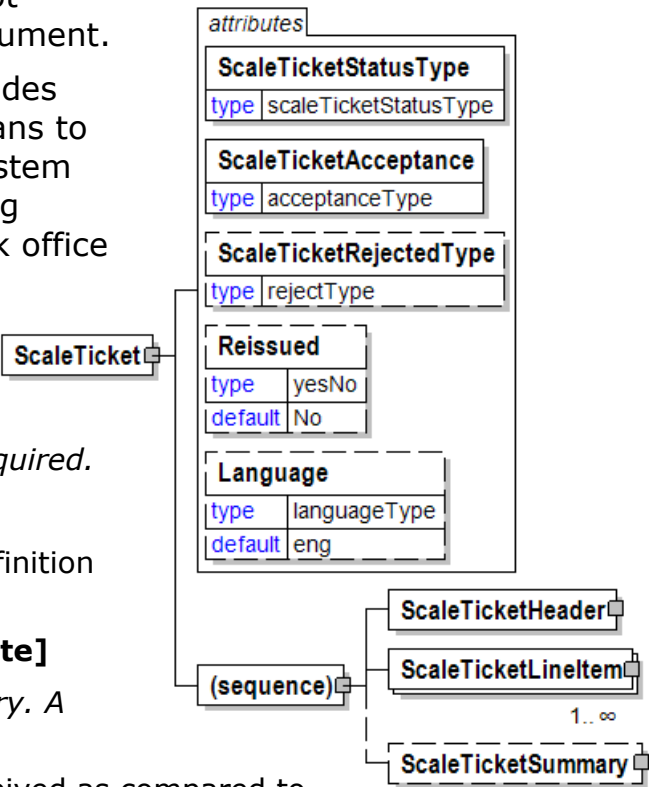 ument.
des
ans to
stem
g
k office
quired.
finition
te]
ry. A
ived as compared to
attributes
ScaleTicketStatusType
type scaleTicketStatusType
ScaleTicketAcceptance
type acceptanceType
ScaleTicketRejectedType
type rejectType
Reissued
type yesNo
default No
Language
type languageType
default eng
ScaleTicket
(sequence)
ScaleTicketHeader
ScaleTicketLineItem
1.. ∞
ScaleTicketSummary